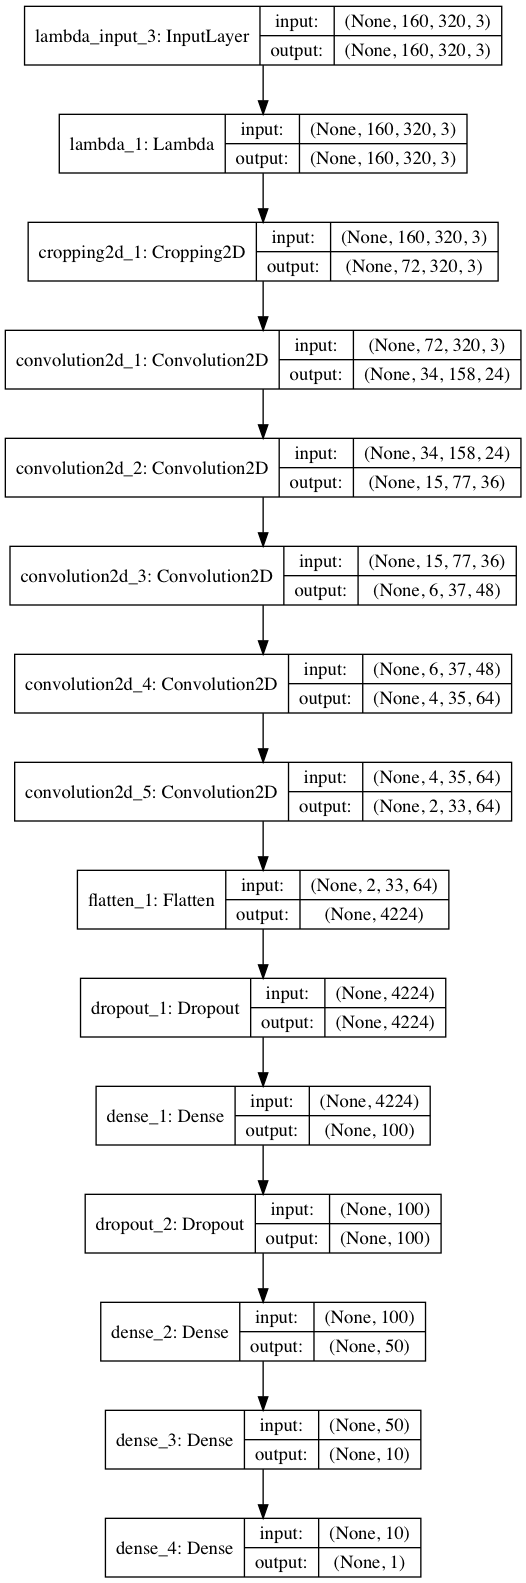 lambda_input_3: InputLayer
input: (None, 160, 320, 3)
output: (None, 160, 320, 3)
lambda_1: Lambda
input: (None, 160, 320, 3)
output: (None, 160, 320, 3)
cropping2d_1: Cropping2D
input: (None, 160, 320, 3)
output: (None, 72, 320, 3)
convolution2d_1: Convolution2D
input: (None, 72, 320, 3)
output: (None, 34, 158, 24)
convolution2d_2: Convolution2D
input: (None, 34, 158, 24)
output: (None, 15, 77, 36)
convolution2d_3: Convolution2D
input: (None, 15, 77, 36)
output: (None, 6, 37, 48)
convolution2d_4: Convolution2D
input: (None, 6, 37, 48)
output: (None, 4, 35, 64)
convolution2d_5: Convolution2D
input: (None, 4, 35, 64)
output: (None, 2, 33, 64)
flatten_1: Flatten
input: (None, 2, 33, 64)
output: (None, 4224)
dropout_1: Dropout
input: (None, 4224)
output: (None, 4224)
dense_1: Dense
input: (None, 4224)
output: (None, 100)
dropout_2: Dropout
input: (None, 100)
output: (None, 100)
dense_2: Dense
input: (None, 100)
output: (None, 50)
dense_3: Dense
input: (None, 50)
output: (None, 10)
dense_4: Dense
input: (None, 10)
output: (None, 1)